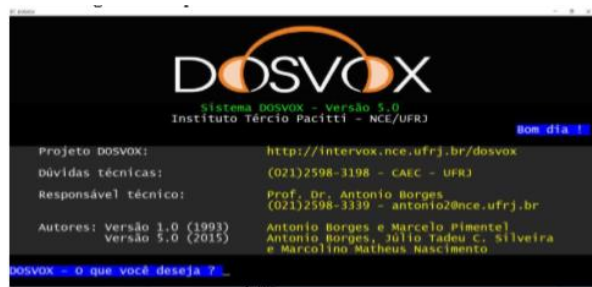 DOSVOX
Sistema DOSVOX - Versão 5.0
Instituto Tércio Pacitti - NCE/UFRJ
Bom dia !
Projeto DOSVOX: http://intervox.nce.ufrj.br/dosvox
Dúvidas técnicas: (021)2598-3198 - CAEC - UFRJ
Responsável técnico: Prof. Dr. Antonio Borges
(021)2598-3339 - antonio2@nce.ufrj.br
Autores: Versão 1.0 (1993) Antonio Borges e Marcelo Pimentel
Versão 5.0 (2015) Antonio Borges, Júlio Tadeu C. Silveira
e Marcolino Matheus Nascimento
DOSVOX - O que você deseja ? _